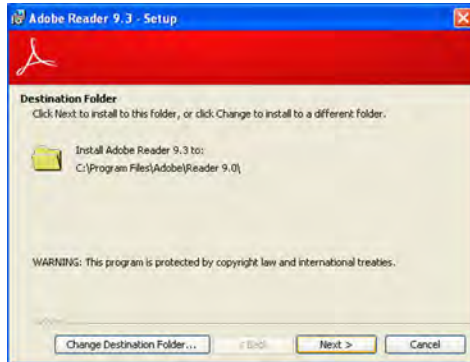 Adobe Reader 9.3 - Setup
Destination Folder
Click Next to install to this folder, or click Change to install to a different folder.
Install Adobe Reader 9.3 to:
C:\Program Files\Adobe\Reader 9.0\
WARNING: This program is protected by copyright law and international treaties.
Change Destination Folder... < Back Next > Cancel